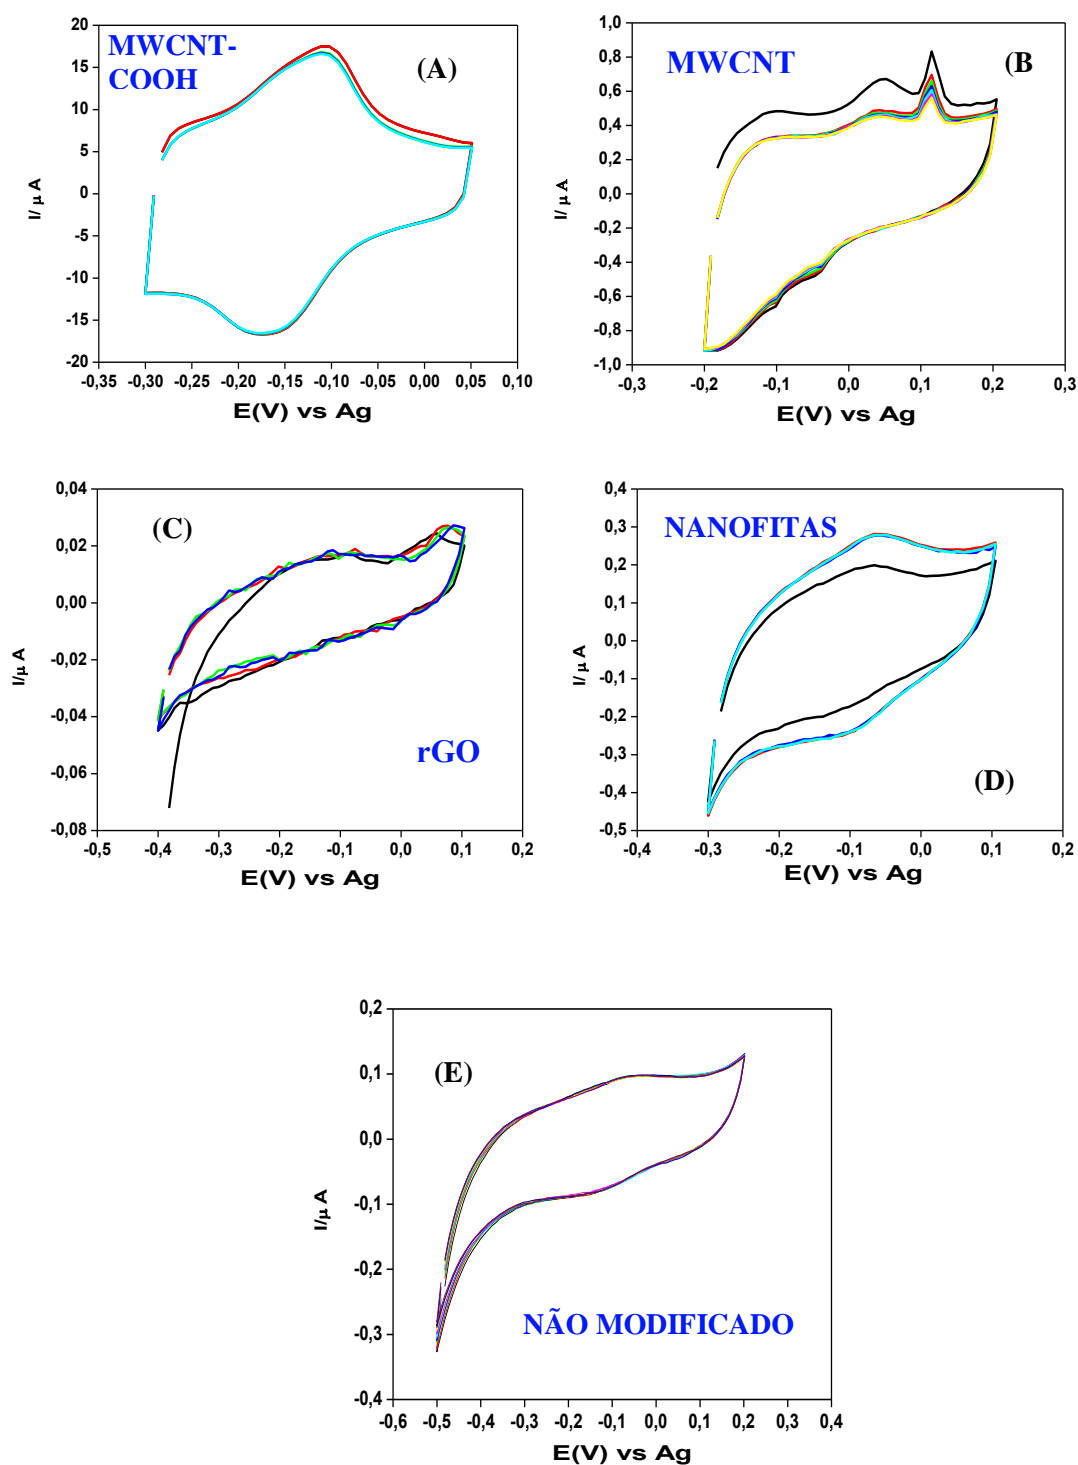 MWCNT-
COOH
(A)
20
15
10
5
0
-5
-10
-15
-20
I/ µ A
-0,35 -0,30 -0,25 -0,20 -0,15 -0,10 -0,05 0,00 0,05 0,10
E(V) vs Ag
MWCNT
(B
1,0
0,8
0,6
0,4
0,2
0,0
-0,2
-0,4
-0,6
-0,8
-1,0
I/ µ A
-0,3 -0,2 -0,1 0,0 0,1 0,2 0,3
E(V) vs Ag
(C)
rGO
0,04
0,02
0,00
-0,02
-0,04
-0,06
-0,08
I/µ A
-0,5 -0,4 -0,3 -0,2 -0,1 0,0 0,1 0,2
E(V) vs Ag
NANOFITAS
(D)
0,4
0,3
0,2
0,1
0,0
-0,1
-0,2
-0,3
-0,4
-0,5
I/µ A
-0,4 -0,3 -0,2 -0,1 0,0 0,1 0,2
E(V) vs Ag
(E)
NÃO MODIFICADO
0,2
0,1
0,0
-0,1
-0,2
-0,3
-0,4
I/µ A
-0,6 -0,5 -0,4 -0,3 -0,2 -0,1 0,0 0,1 0,2 0,3 0,4
E(V) vs Ag